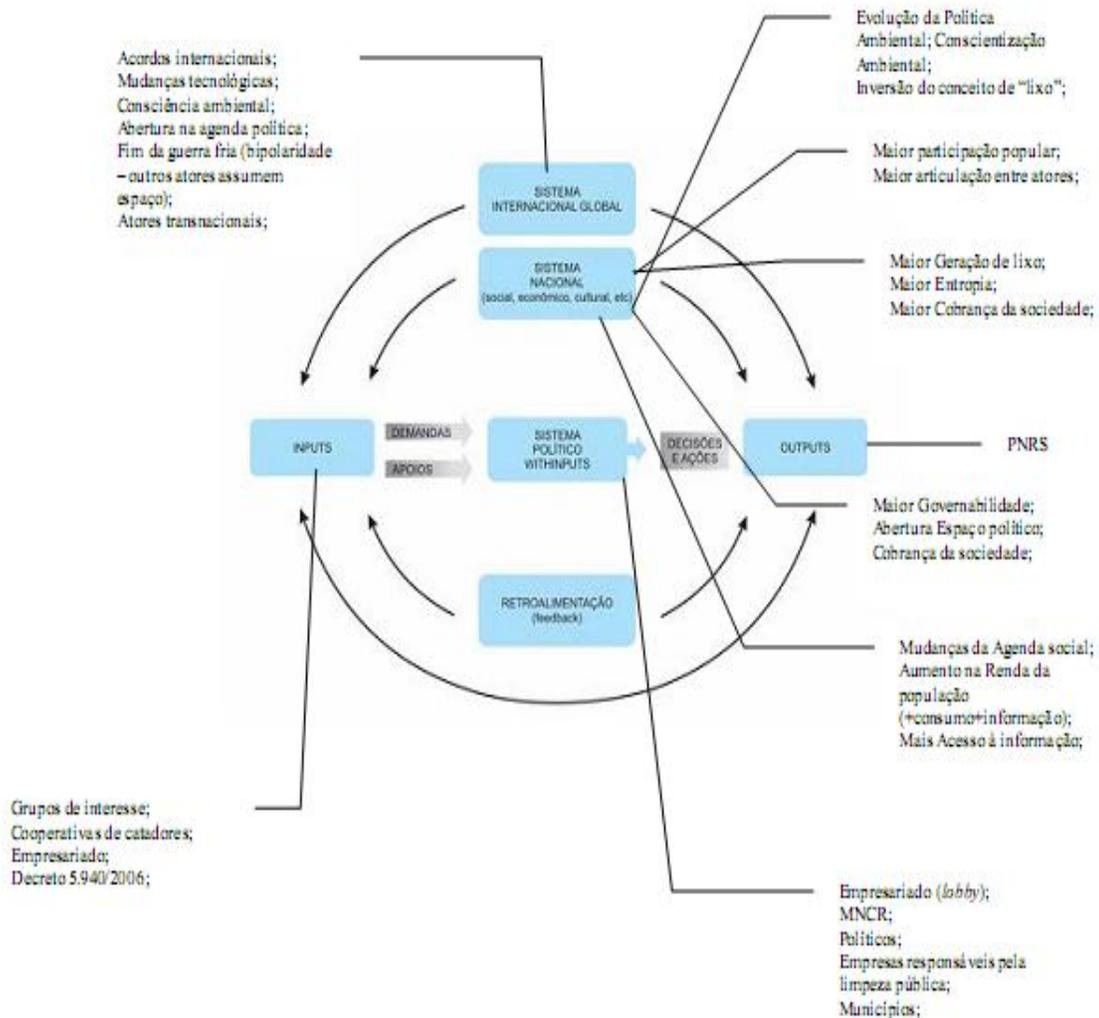 Evolução da Política
Ambiental; Conscientização
Ambiental;
Inversão do conceito de “lixo”;
Acordos internacionais;
Mudanças tecnológicas;
Consciência ambiental;
Abertura na agenda política;
Fim da guerra fria (bipolaridade
– outros atores assumem
espaço);
Atores transnacionais;
Maior participação popular;
Maior articulação entre atores;
SISTEMA
INTERNACIONAL GLOBAL
SISTEMA
NACIONAL
(social, econômico, cultural, etc)
Maior Geração de lixo;
Maior Entropia;
Maior Cobrança da sociedade;
INPUTS
DEMANDAS
APOIOS
SISTEMA
POLÍTICO
WITHINPUTS
DECISÕES
E AÇÕES
OUTPUTS
PNRS
Maior Governabilidade;
Abertura Espaço político;
Cobrança da sociedade;
RETROALIMENTAÇÃO
(feedback)
Mudanças da Agenda social;
Aumento na Renda da
população
(+consumo+informação);
Mais Acesso à informação;
Grupos de interesse;
Cooperativas de catadores;
Empresariado;
Decreto 5.940/2006;
Empresariado (lobby);
MNCR;
Políticos;
Empresas responsáveis pela
limpeza pública;
Municípios;